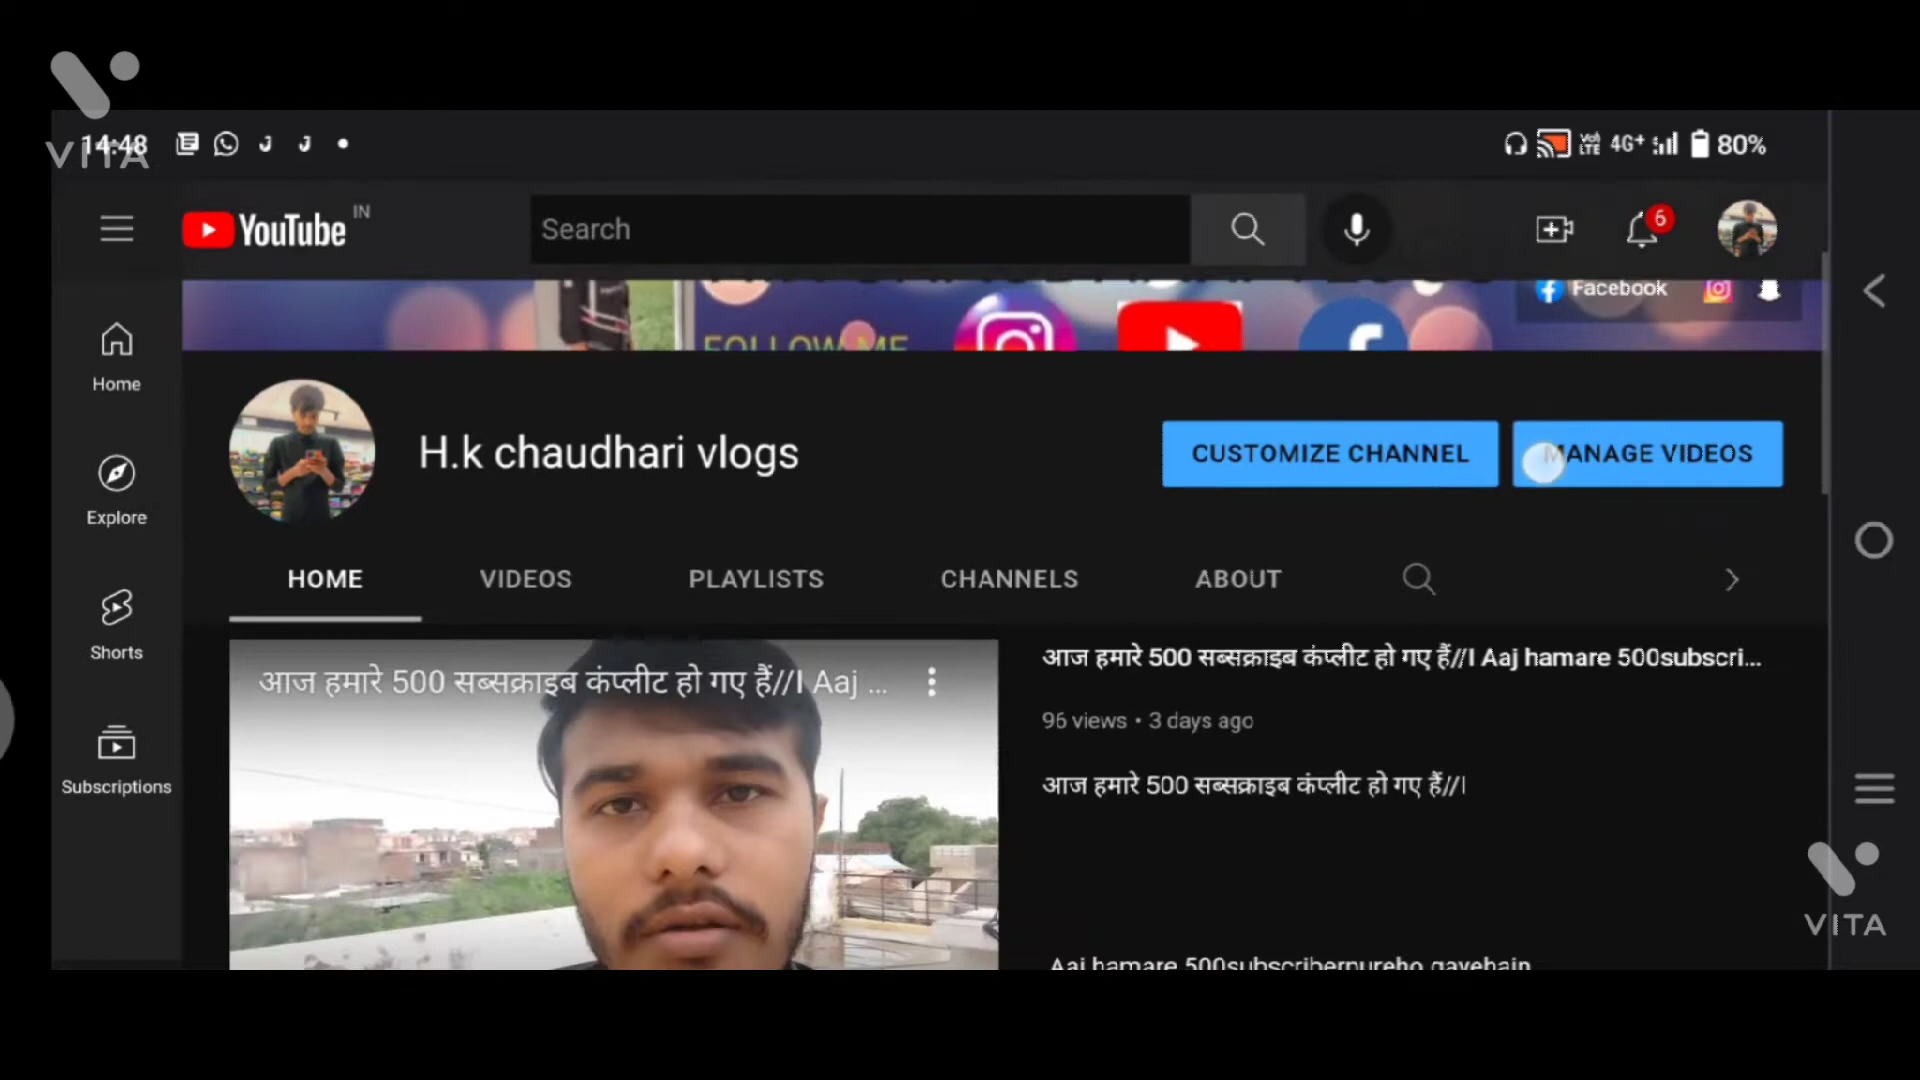 VITA
14:48
4G+
80%
YouTube IN
Search
6
Facebook
FOLLOW ME
Home
H.k chaudhari vlogs
CUSTOMIZE CHANNEL
MANAGE VIDEOS
Explore
HOME VIDEOS PLAYLISTS CHANNELS ABOUT
Shorts
आज हमारे 500 सब्सक्राइब कंप्लीट हो गए हैं//I Aaj ...
आज हमारे 500 सब्सक्राइब कंप्लीट हो गए हैं//I Aaj hamare 500subscri...
96 views • 3 days ago
Subscriptions
आज हमारे 500 सब्सक्राइब कंप्लीट हो गए हैं//I
Aaj hamare 500subscriberpureho gayehain
VITA